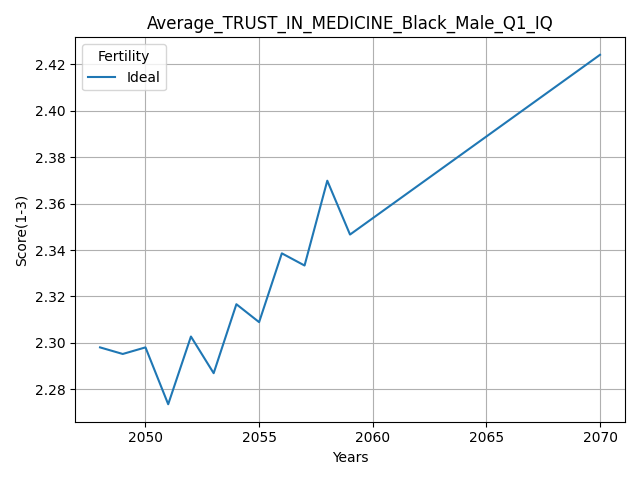 Average_TRUST_IN_MEDICINE_Black_Male_Q1_IQ
Fertility
Ideal
Score(1-3)
2.42
2.40
2.38
2.36
2.34
2.32
2.30
2.28
2050
2055
2060
2065
2070
Years